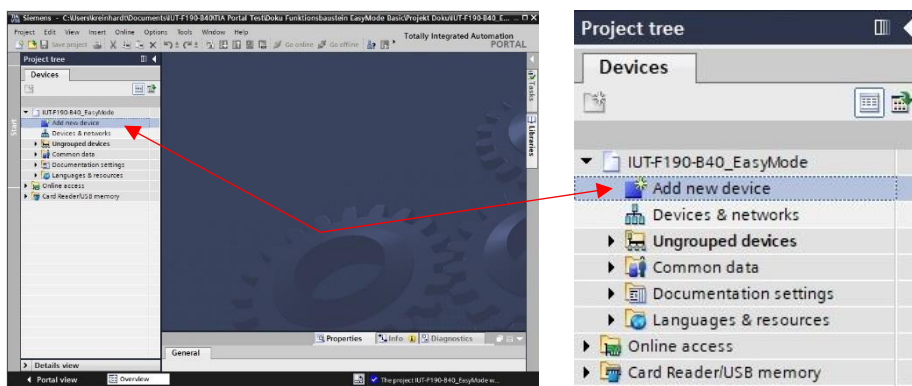 Siemens - C:\Users\kreinhardt\Documents\IUT-F190-B40\TIA Portal Test\Doku Funktionsbaustein EasyMode Basic\Projekt Doku\IUT-F190-B40_E...
Project Edit View Insert Online Options Tools Window Help
Totally Integrated Automation
PORTAL
Save project
Go online
Go offline
Project tree
Devices
IUT-F190-B40_EasyMode
Add new device
Devices & networks
Ungrouped devices
Common data
Documentation settings
Languages & resources
Online access
Card Reader/USB memory
Start
Tasks
Libraries
Properties
Info
Diagnostics
General
Details view
Portal view
Overview
The project IUT-F190-B40_EasyMode w...
Project tree
Devices
IUT-F190-B40_EasyMode
Add new device
Devices & networks
Ungrouped devices
Common data
Documentation settings
Languages & resources
Online access
Card Reader/USB memory